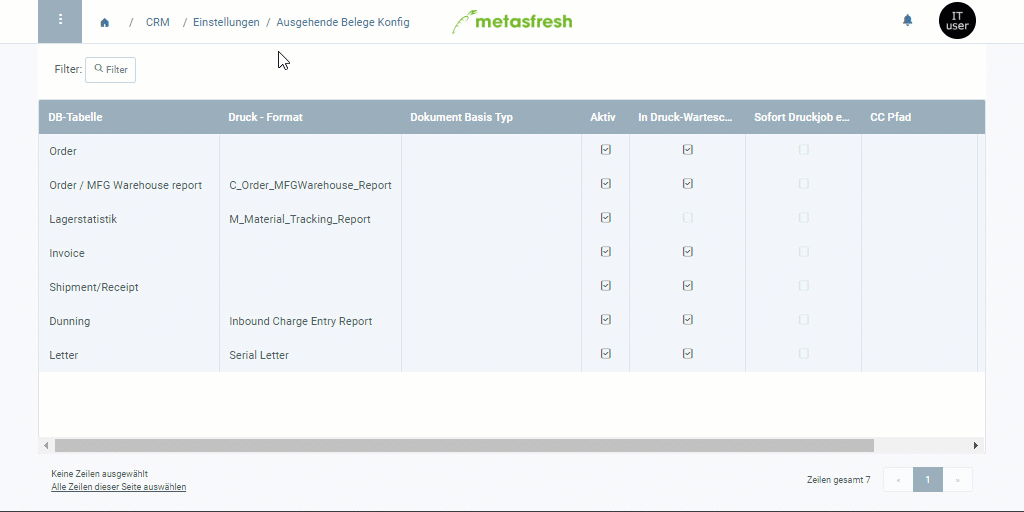 / CRM / Einstellungen / Ausgehende Belege Konfig
metasfresh
IT user
Filter: Filter
DB-Tabelle Druck - Format Dokument Basis Typ Aktiv In Druck-Wartesc... Sofort Druckjob e... CC Pfad
Order
Order / MFG Warehouse report C_Order_MFGWarehouse_Report
Lagerstatistik M_Material_Tracking_Report
Invoice
Shipment/Receipt
Dunning Inbound Charge Entry Report
Letter Serial Letter
Keine Zeilen ausgewählt
Alle Zeilen dieser Seite auswählen
Zeilen gesamt 7 « 1 »